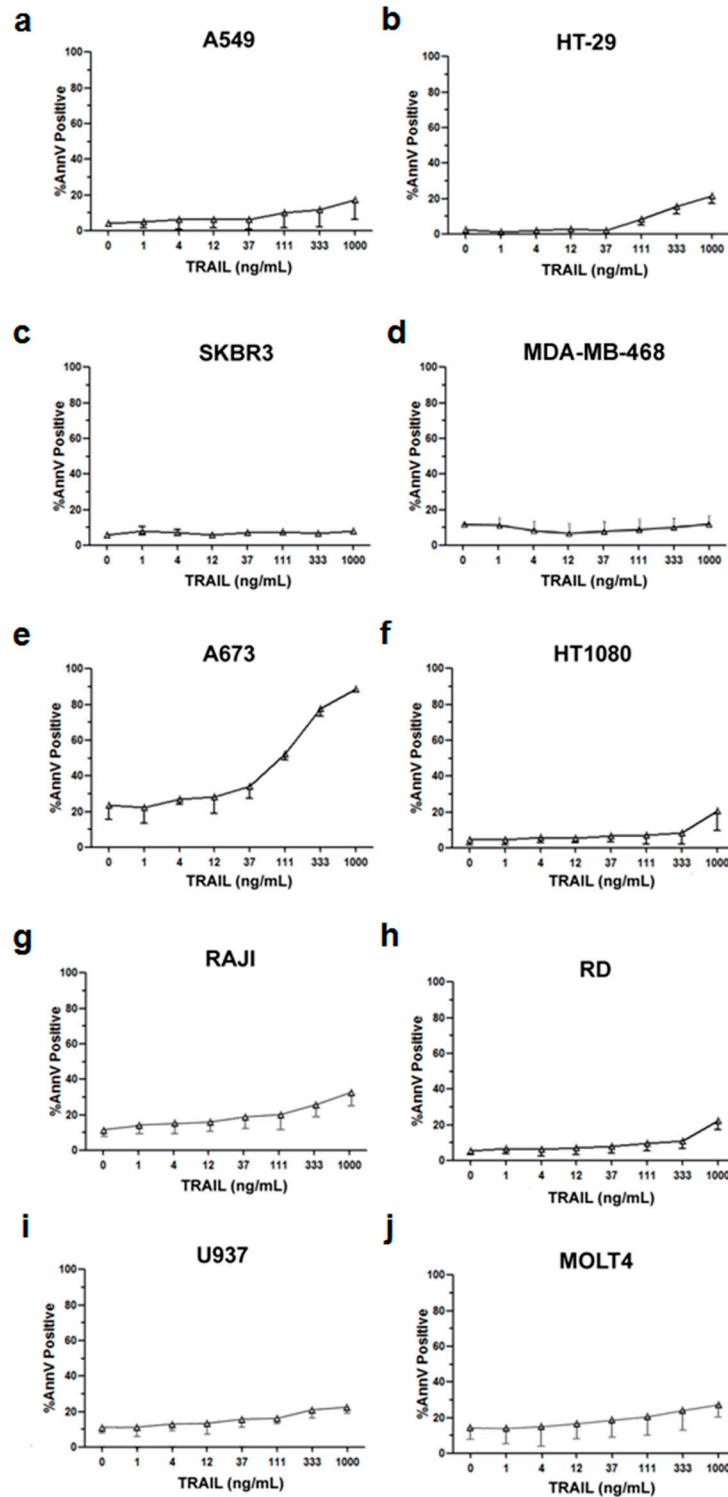 a
A549
%AnnV Positive
100
80
60
40
20
0
0 1 4 12 37 111 333 1000
TRAIL (ng/mL)
b
HT-29
%AnnV Positive
100
80
60
40
20
0
0 1 4 12 37 111 333 1000
TRAIL (ng/mL)
c
SKBR3
%AnnV Positive
100
80
60
40
20
0
0 1 4 12 37 111 333 1000
TRAIL (ng/mL)
d
MDA-MB-468
%AnnV Positive
100
80
60
40
20
0
0 1 4 12 37 111 333 1000
TRAIL (ng/mL)
e
A673
%AnnV Positive
100
80
60
40
20
0
0 1 4 12 37 111 333 1000
TRAIL (ng/mL)
f
HT1080
%AnnV Positive
100
80
60
40
20
0
0 1 4 12 37 111 333 1000
TRAIL (ng/mL)
g
RAJI
%AnnV Positive
100
80
60
40
20
0
0 1 4 12 37 111 333 1000
TRAIL (ng/mL)
h
RD
%AnnV Positive
100
80
60
40
20
0
0 1 4 12 37 111 333 1000
TRAIL (ng/mL)
i
U937
%AnnV Positive
100
80
60
40
20
0
0 1 4 12 37 111 333 1000
TRAIL (ng/mL)
j
MOLT4
%AnnV Positive
100
80
60
40
20
0
0 1 4 12 37 111 333 1000
TRAIL (ng/mL)